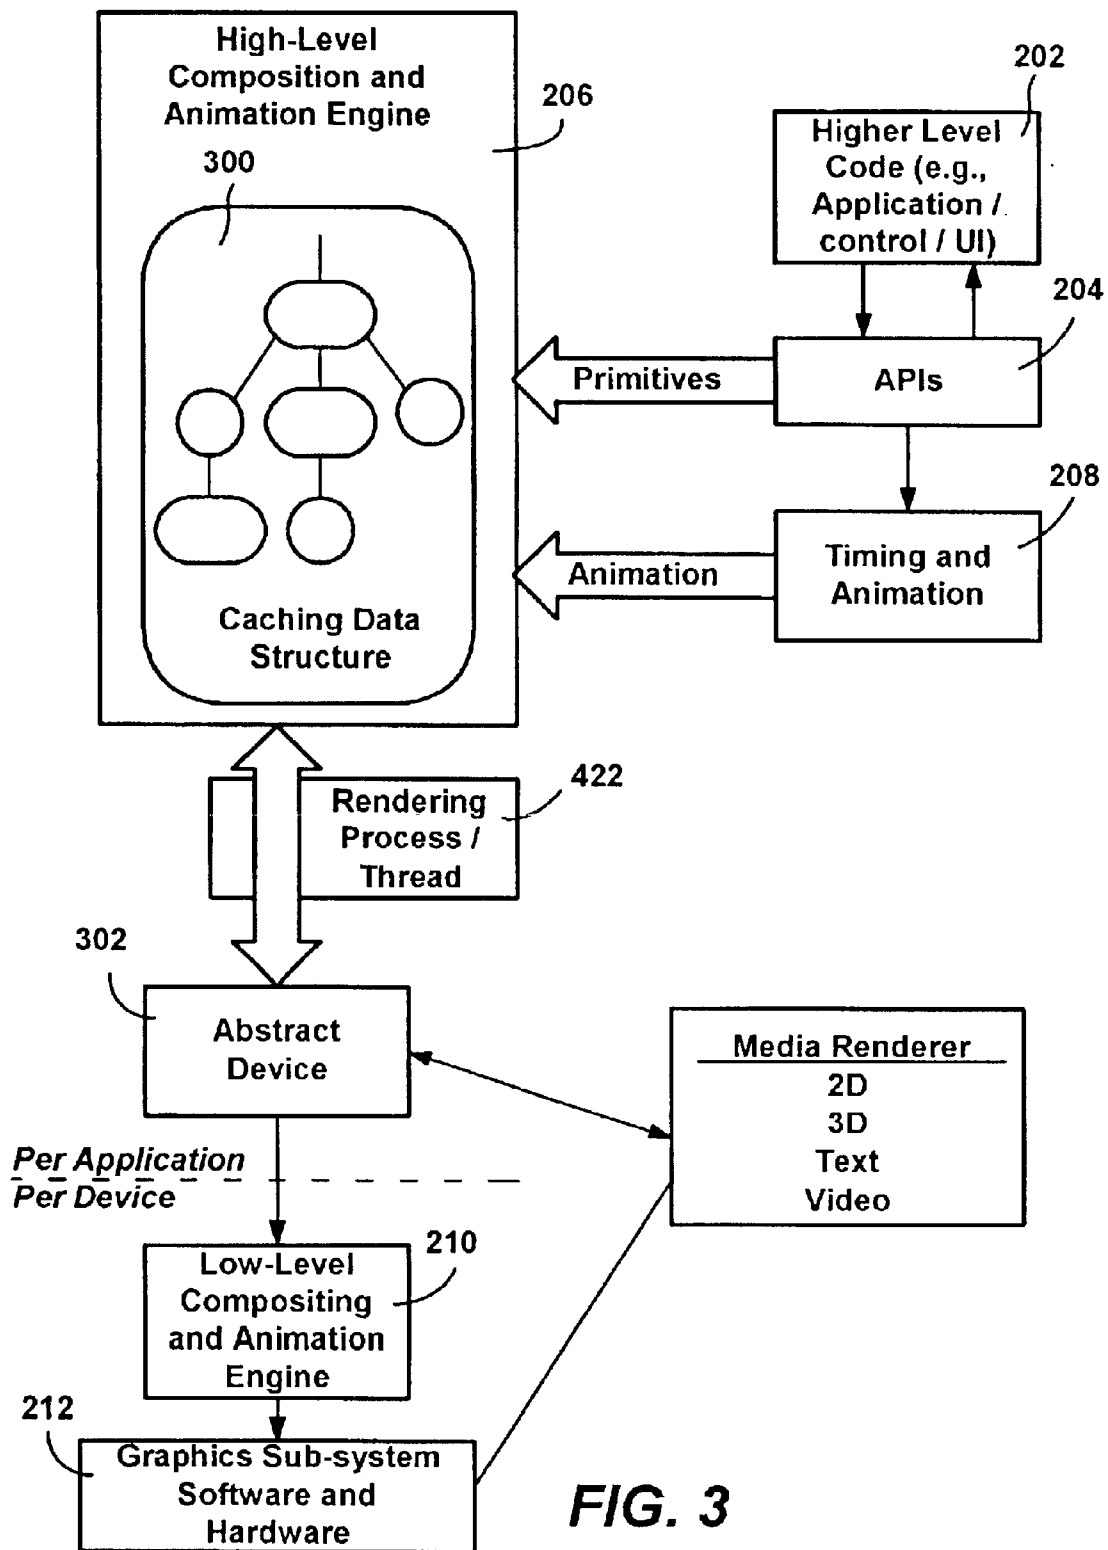 High-Level
Composition and
Animation Engine
206
300
Caching Data
Structure
202
Higher Level
Code (e.g.,
Application /
control / UI)
204
APIs
Primitives
208
Timing and
Animation
Animation
422
Rendering
Process /
Thread
302
Abstract
Device
Media Renderer
2D
3D
Text
Video
Per Application
Per Device
210
Low-Level
Compositing
and Animation
Engine
212
Graphics Sub-system
Software and
Hardware
FIG. 3